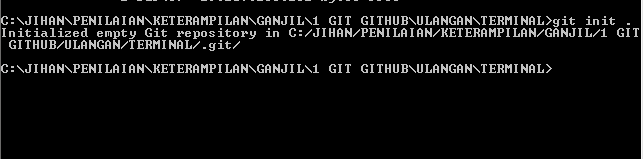 C:\JIHAN\PENILAIAN\KETERAMPILAN\GANJIL\1 GIT GITHUB\ULANGAN\TERMINAL>git init .
Initialized empty Git repository in C:/JIHAN/PENILAIAN/KETERAMPILAN/GANJIL/1 GIT
GITHUB/ULANGAN/TERMINAL/.git/
C:\JIHAN\PENILAIAN\KETERAMPILAN\GANJIL\1 GIT GITHUB\ULANGAN\TERMINAL>